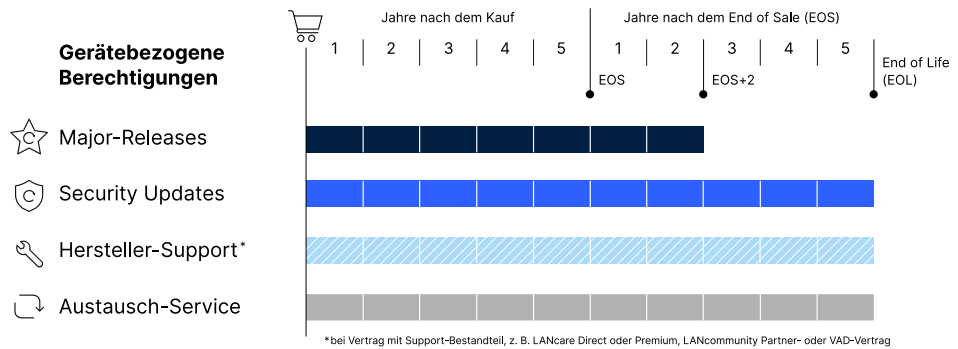 Jahre nach dem Kauf
Jahre nach dem End of Sale (EOS)
1 2 3 4 5 1 2 3 4 5
Gerätebezogene
Berechtigungen
EOS
EOS+2
End of Life
(EOL)
Major-Releases
Security Updates
Hersteller-Support*
Austausch-Service
*bei Vertrag mit Support-Bestandteil, z. B. LANcare Direct oder Premium, LANcommunity Partner- oder VAD-Vertrag